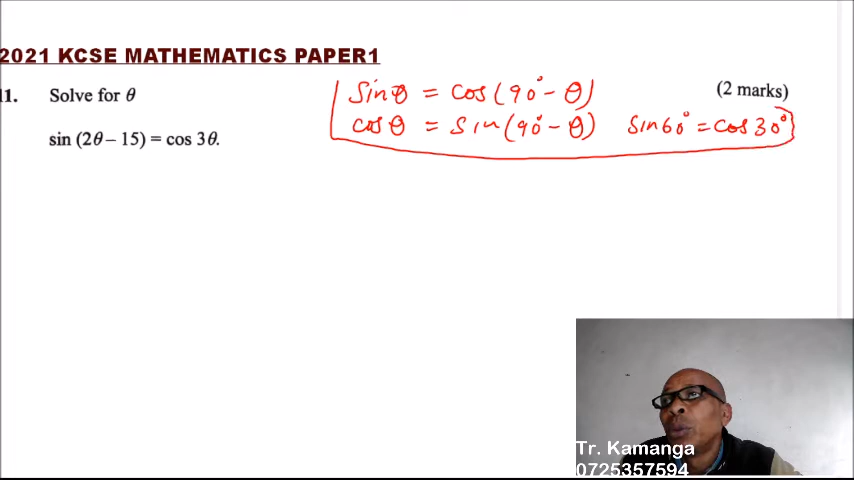 2021 KCSE MATHEMATICS PAPER1
11. Solve for θ (2 marks)
sin (2θ – 15) = cos 3θ.
Sinθ = cos(90° – θ)
cosθ = sin(90° – θ) sin60° = cos30°
Tr. Kamanga
0725357594